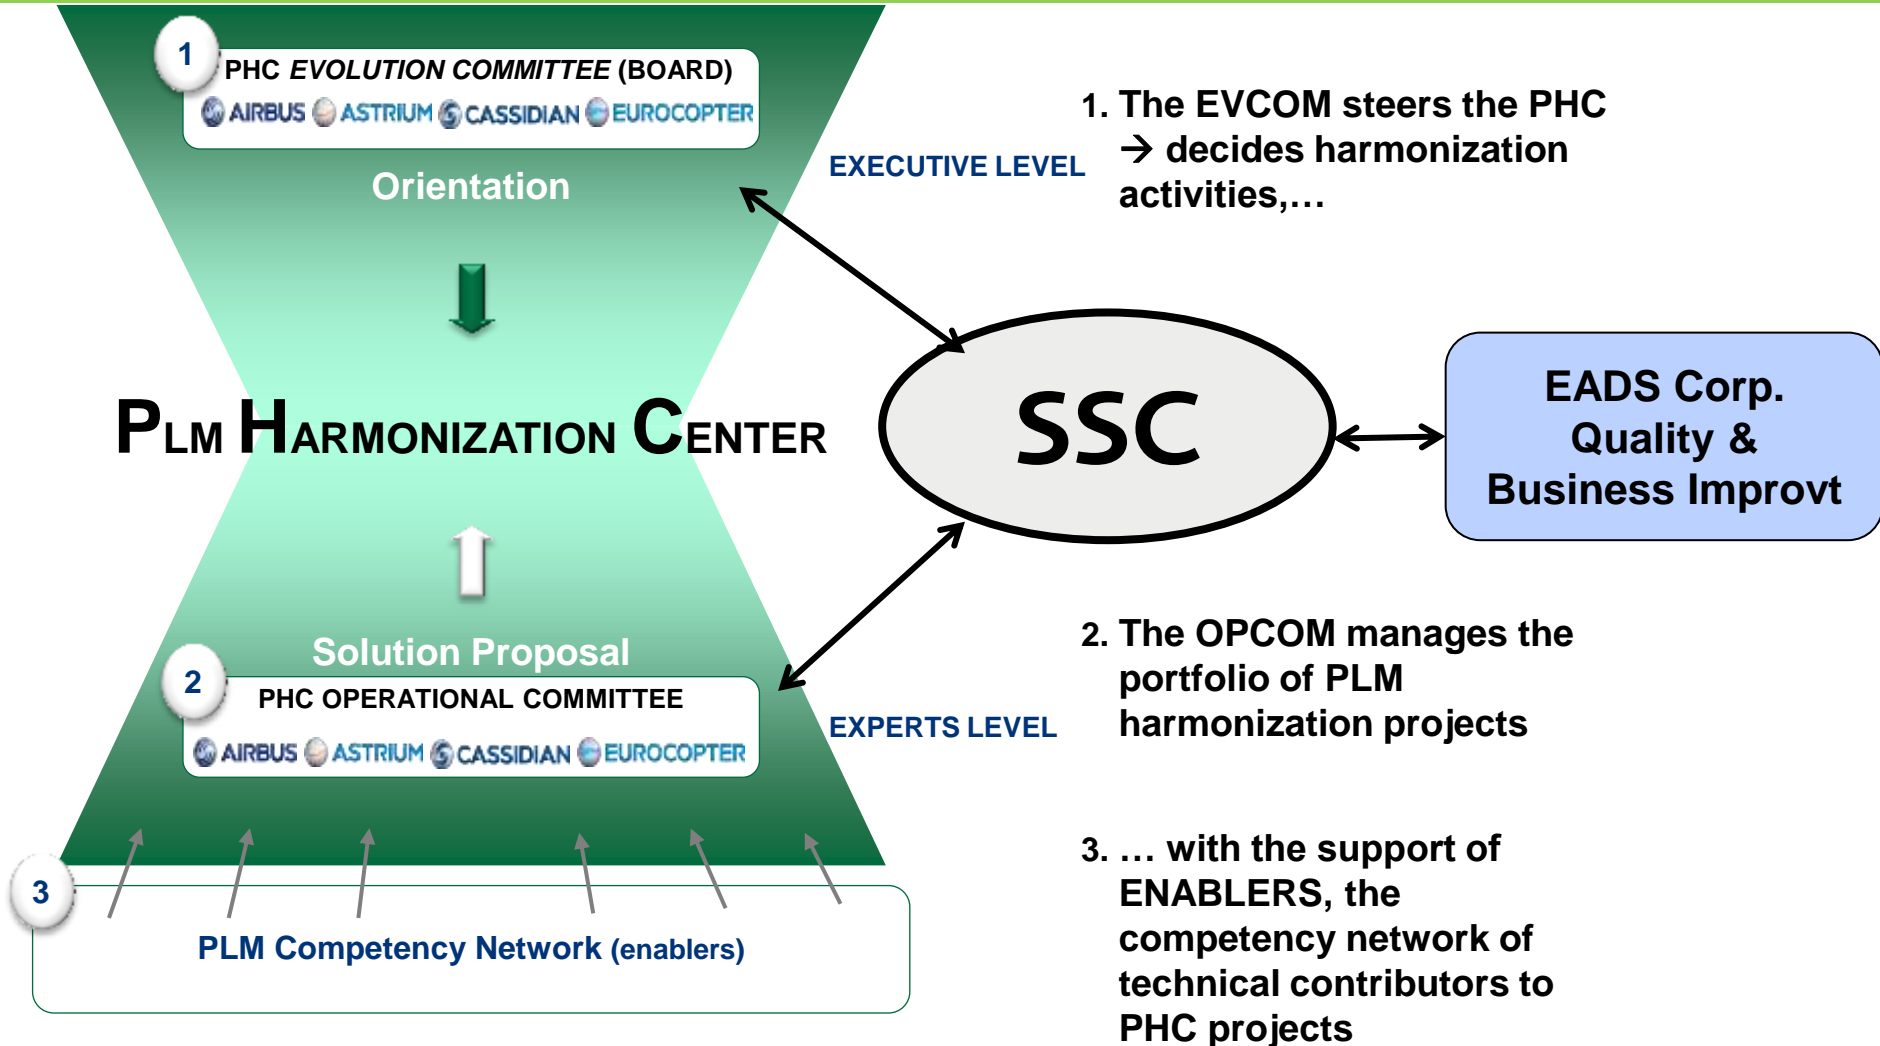 1
PHC EVOLUTION COMMITTEE (BOARD)
AIRBUS ASTRIUM CASSIDIAN EUROCOPTER
Orientation
EXECUTIVE LEVEL
1. The EVCOM steers the PHC
→ decides harmonization
activities,…
PLM HARMONIZATION CENTER
SSC
EADS Corp.
Quality &
Business Improvt
Solution Proposal
2
PHC OPERATIONAL COMMITTEE
AIRBUS ASTRIUM CASSIDIAN EUROCOPTER
EXPERTS LEVEL
2. The OPCOM manages the
portfolio of PLM
harmonization projects
3
PLM Competency Network (enablers)
3. … with the support of
ENABLERS, the
competency network of
technical contributors to
PHC projects